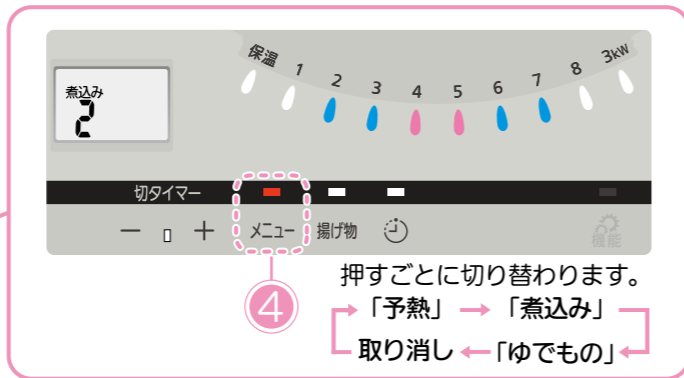 保温 1 2 3 4 5 6 7 8 3kW
煮込み
2
切タイマー
− 0 + メニュー 揚げ物 機能
4
押すごとに切り替わります。
「予熱」 → 「煮込み」
取り消し ← 「ゆでもの」